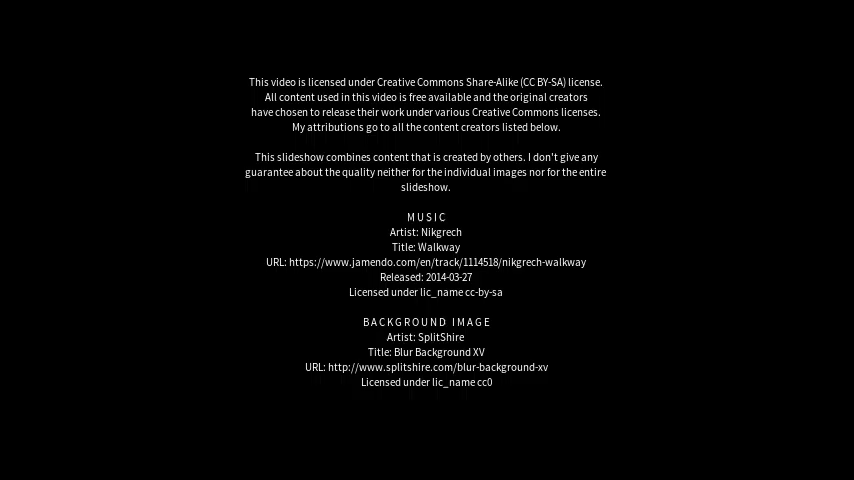 This video is licensed under Creative Commons Share-Alike (CC BY-SA) license.
All content used in this video is free available and the original creators
have chosen to release their work under various Creative Commons licenses.
My attributions go to all the content creators listed below.
This slideshow combines content that is created by others. I don't give any
guarantee about the quality neither for the individual images nor for the entire
slideshow.
M U S I C
Artist: Nikgrech
Title: Walkway
URL: https://www.jamendo.com/en/track/1114518/nikgrech-walkway
Released: 2014-03-27
Licensed under lic_name cc-by-sa
B A C K G R O U N D   I M A G E
Artist: SplitShire
Title: Blur Background XV
URL: http://www.splitshire.com/blur-background-xv
Licensed under lic_name cc0